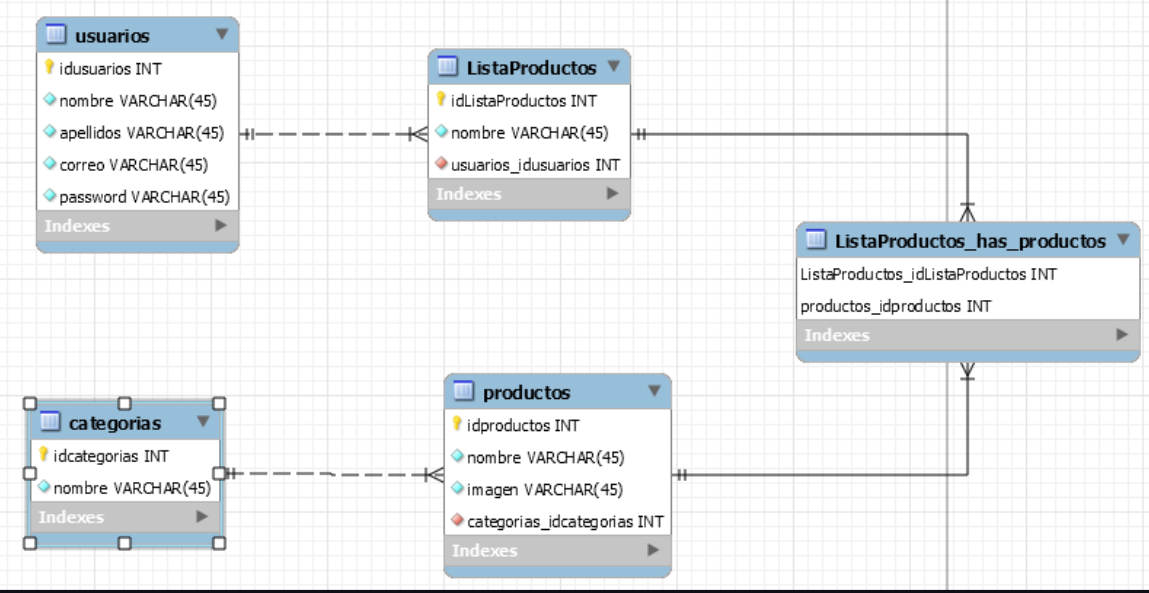 usuarios
idusuarios INT
nombre VARCHAR(45)
apellidos VARCHAR(45)
correo VARCHAR(45)
password VARCHAR(45)
Indexes
ListaProductos
idListaProductos INT
nombre VARCHAR(45)
usuarios_idusuarios INT
Indexes
ListaProductos_has_productos
ListaProductos_idListaProductos INT
productos_idproductos INT
Indexes
categorias
idcategorias INT
nombre VARCHAR(45)
Indexes
productos
idproductos INT
nombre VARCHAR(45)
imagen VARCHAR(45)
categorias_idcategorias INT
Indexes